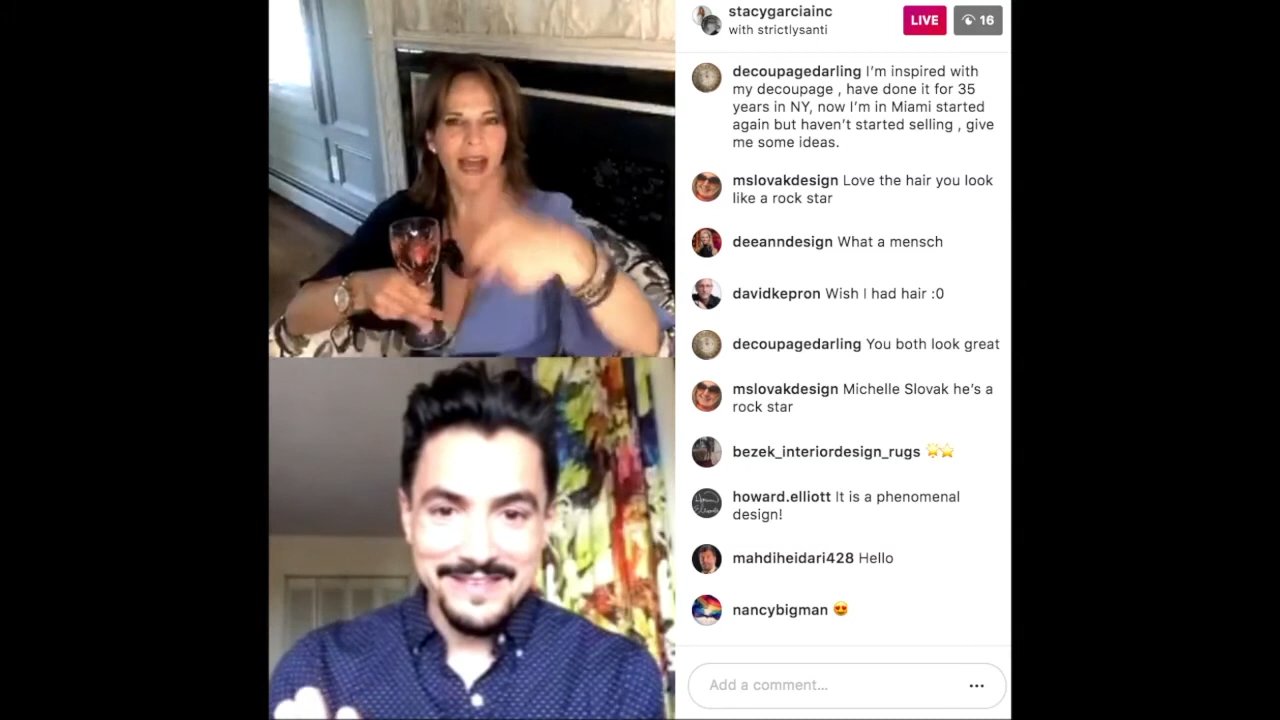 stacygarciainc
with strictlysanti
LIVE
16
decoupagedarling I’m inspired with
my decoupage , have done it for 35
years in NY, now I’m in Miami started
again but haven’t started selling , give
me some ideas.
mslovakdesign Love the hair you look
like a rock star
deeanndesign What a mensch
davidkepron Wish I had hair :0
decoupagedarling You both look great
mslovakdesign Michelle Slovak he’s a
rock star
bezek_interiordesign_rugs 🌟⭐
howard.elliott It is a phenomenal
design!
mahdiheidari428 Hello
nancybigman 😍
Add a comment...